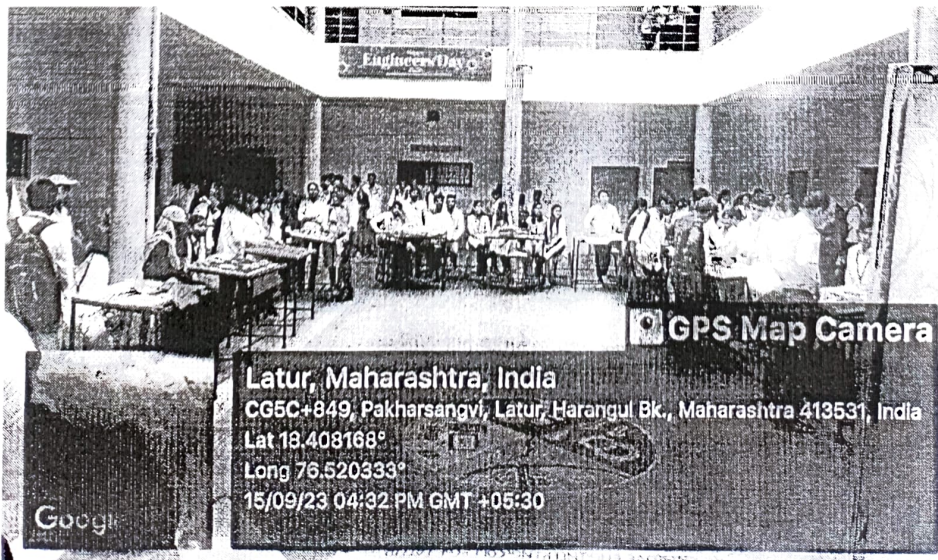 Engineers' Day
GPS Map Camera
Latur, Maharashtra, India
CG5C+849, Pakharsangvi, Latur, Harangul Bk., Maharashtra 413531, India
Lat 18.408168°
Long 76.520333°
15/09/23 04:32 PM GMT +05:30
Googl